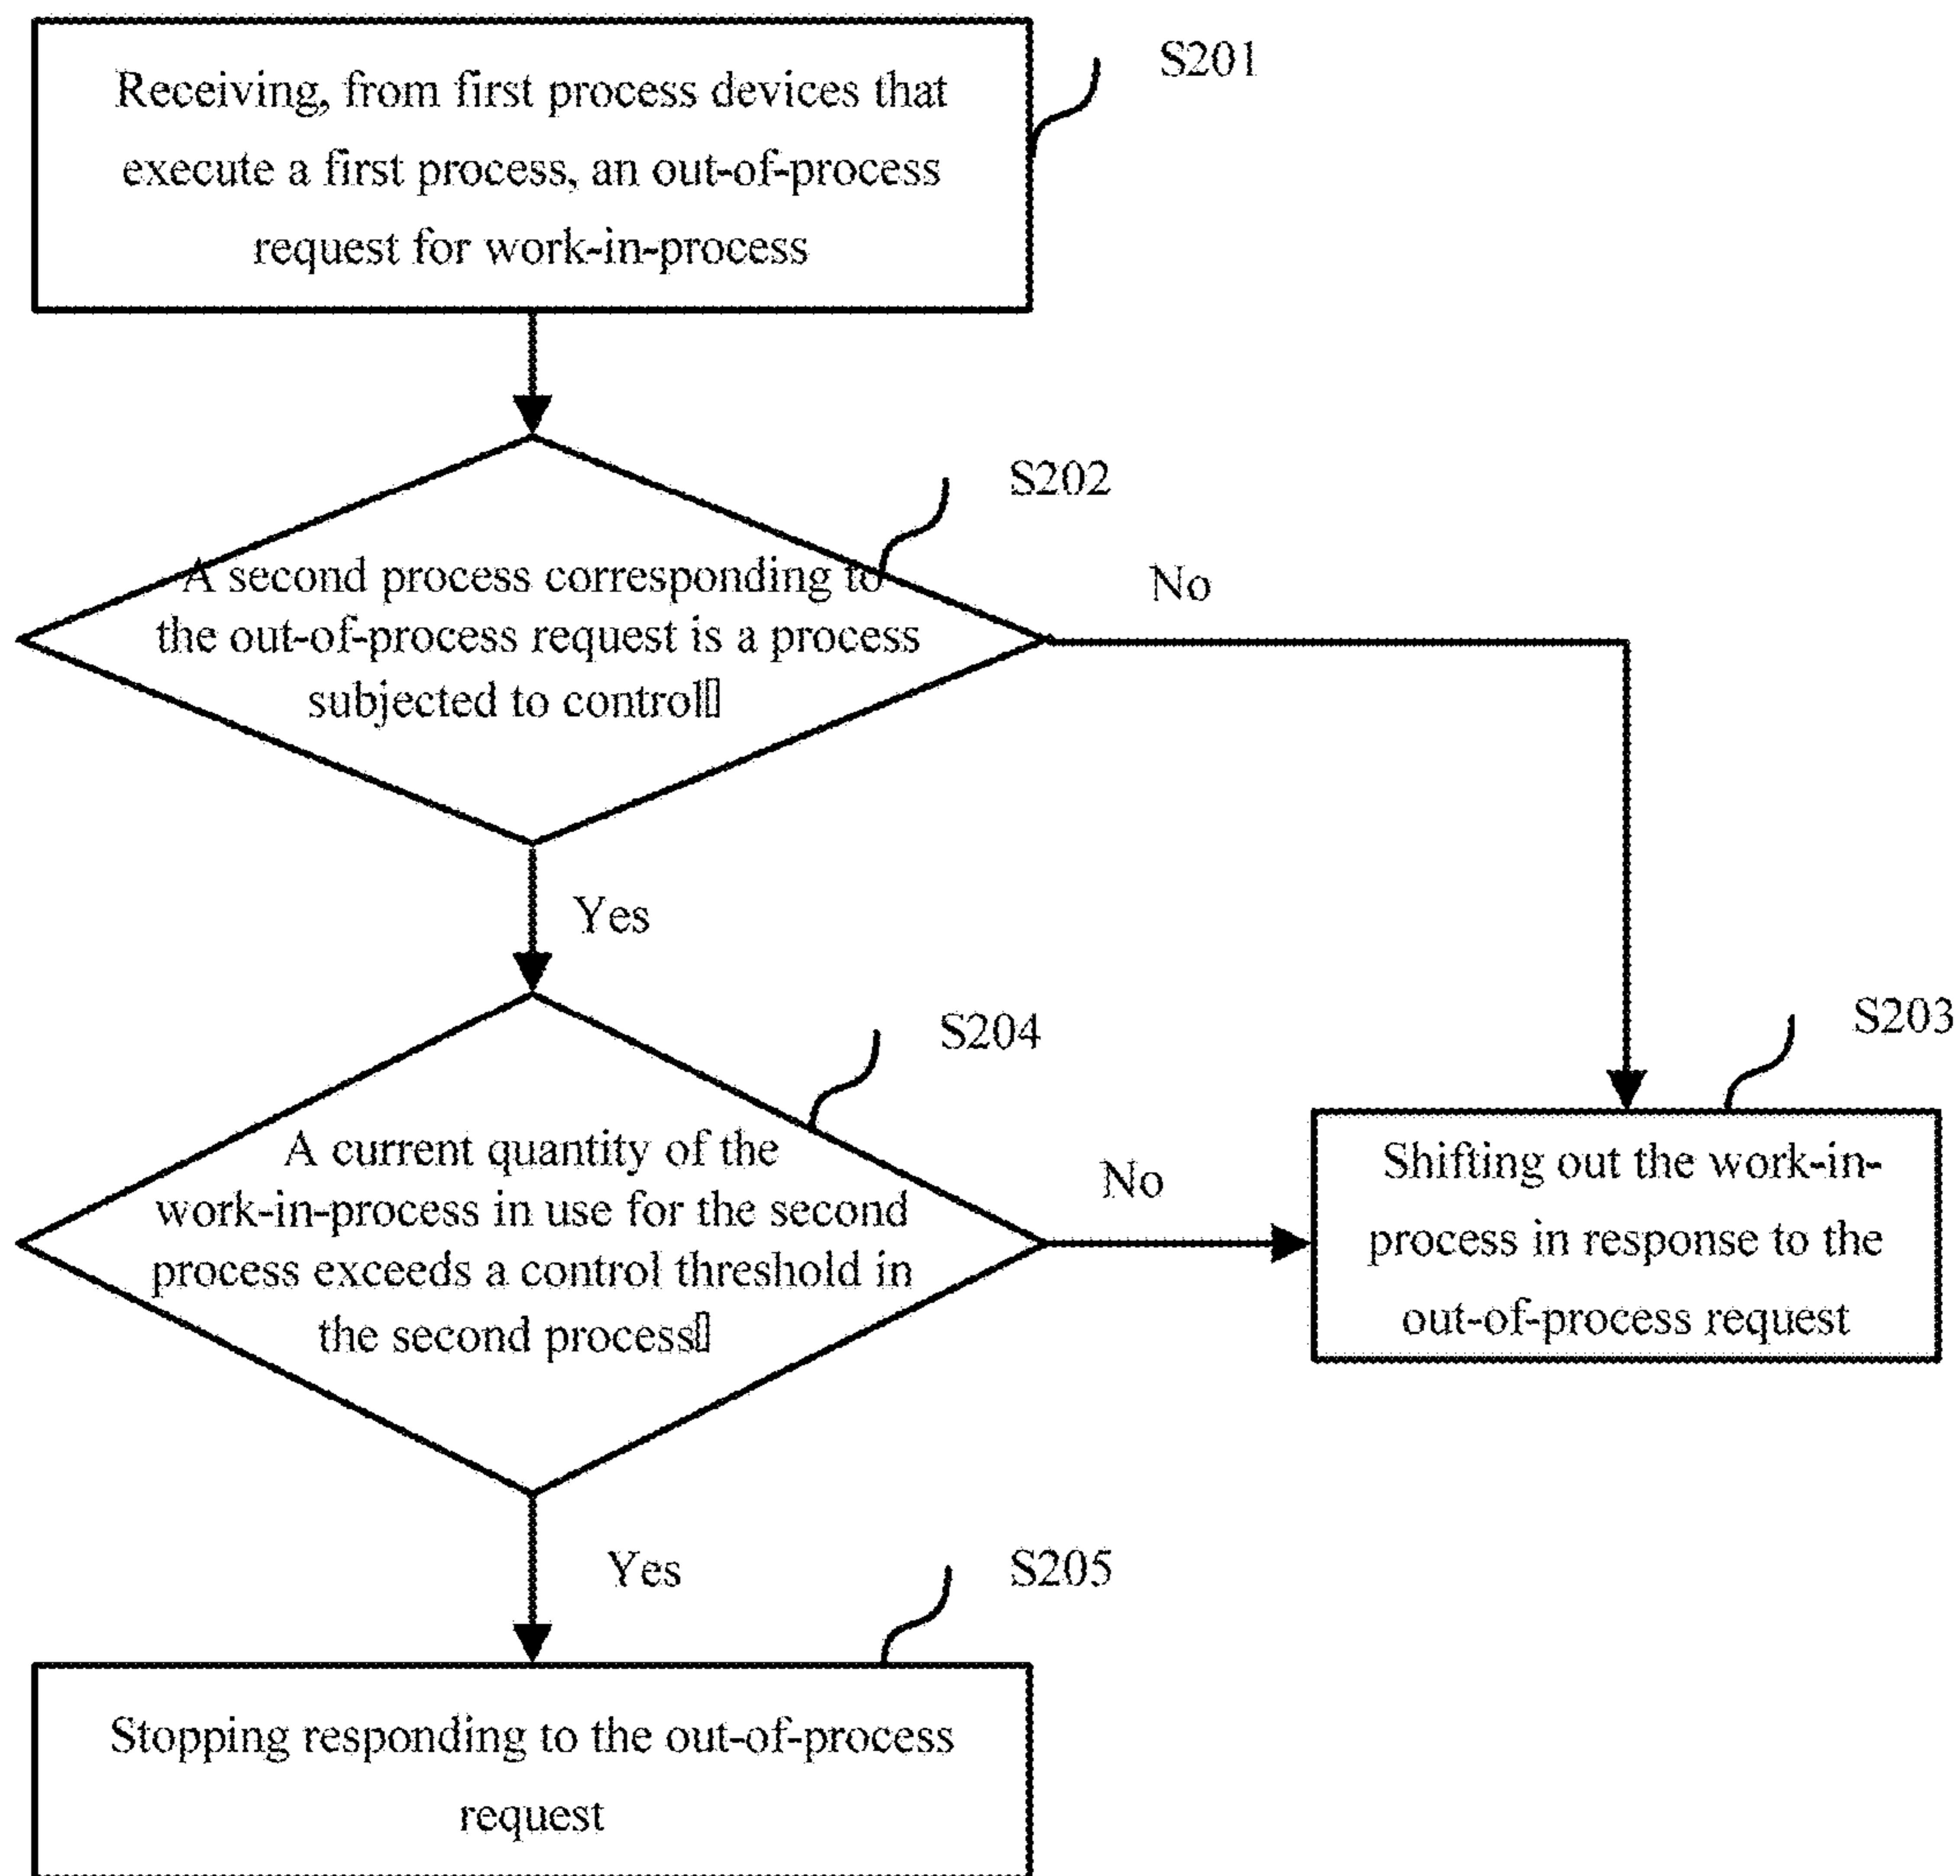 Receiving, from first process devices that
execute a first process, an out-of-process
request for work-in-process
S201
S202
A second process corresponding to
the out-of-process request is a process
subjected to control▯
No
Yes
S204
A current quantity of the
work-in-process in use for the second
process exceeds a control threshold in
the second process▯
No
S203
Shifting out the work-in-
process in response to the
out-of-process request
Yes
S205
Stopping responding to the out-of-process
request